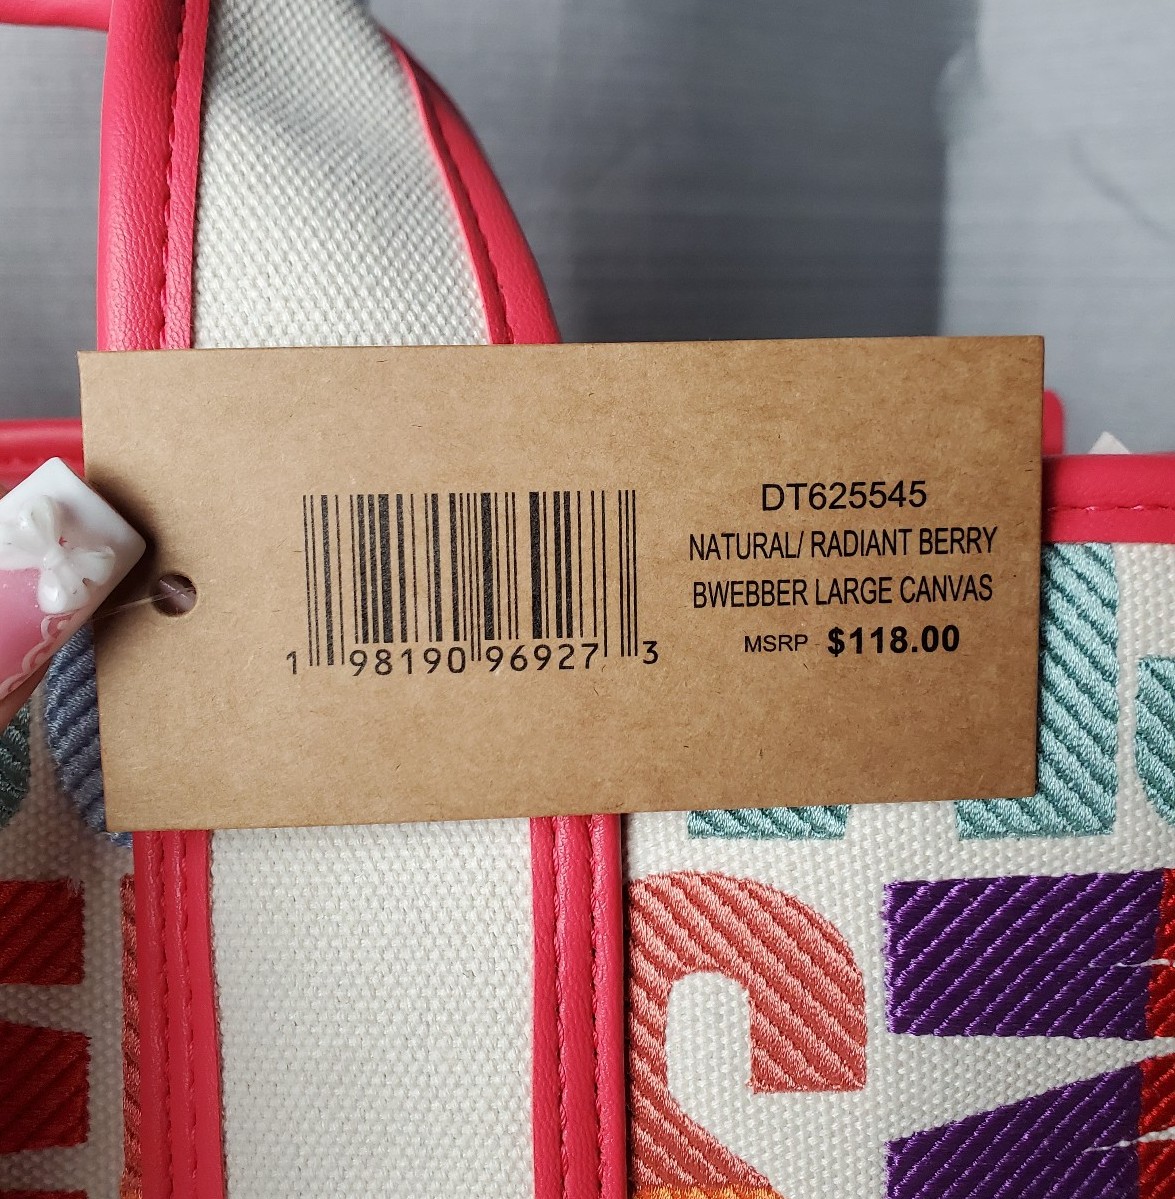 DT625545
NATURAL/ RADIANT BERRY
BWEBBER LARGE CANVAS
MSRP $118.00
1 98190 96927 3